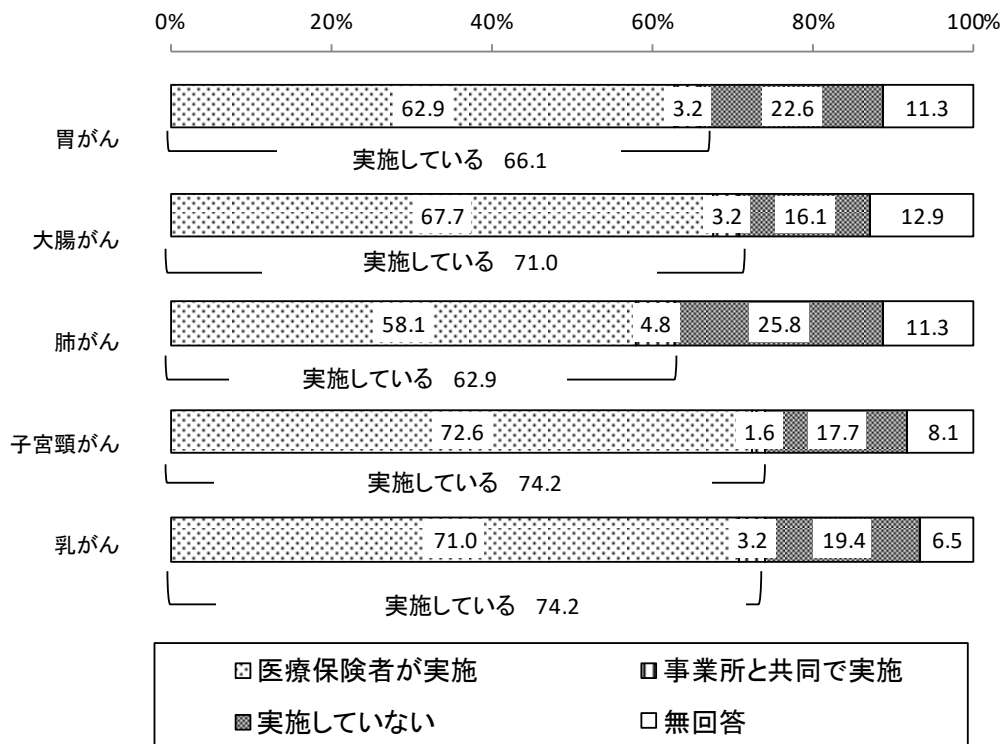 0% 20% 40% 60% 80% 100%
胃がん 62.9 3.2 22.6 11.3
実施している 66.1
大腸がん 67.7 3.2 16.1 12.9
実施している 71.0
肺がん 58.1 4.8 25.8 11.3
実施している 62.9
子宮頸がん 72.6 1.6 17.7 8.1
実施している 74.2
乳がん 71.0 3.2 19.4 6.5
実施している 74.2
医療保険者が実施 事業所と共同で実施
実施していない 無回答